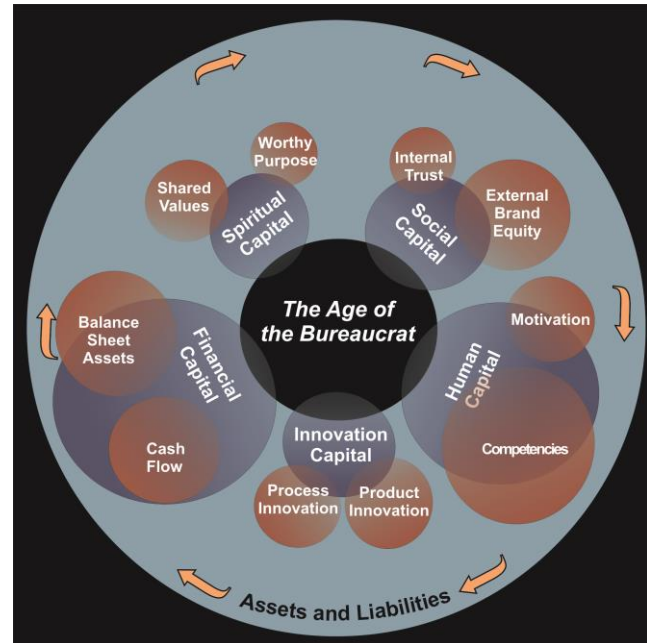 Worthy
Purpose
Internal
Trust
Shared
Values
Spiritual
Capital
Social
Capital
External
Brand
Equity
The Age of
the Bureaucrat
Balance
Sheet
Assets
Financial
Capital
Motivation
Human
Capital
Cash
Flow
Innovation
Capital
Competencies
Process
Innovation
Product
Innovation
Assets and Liabilities